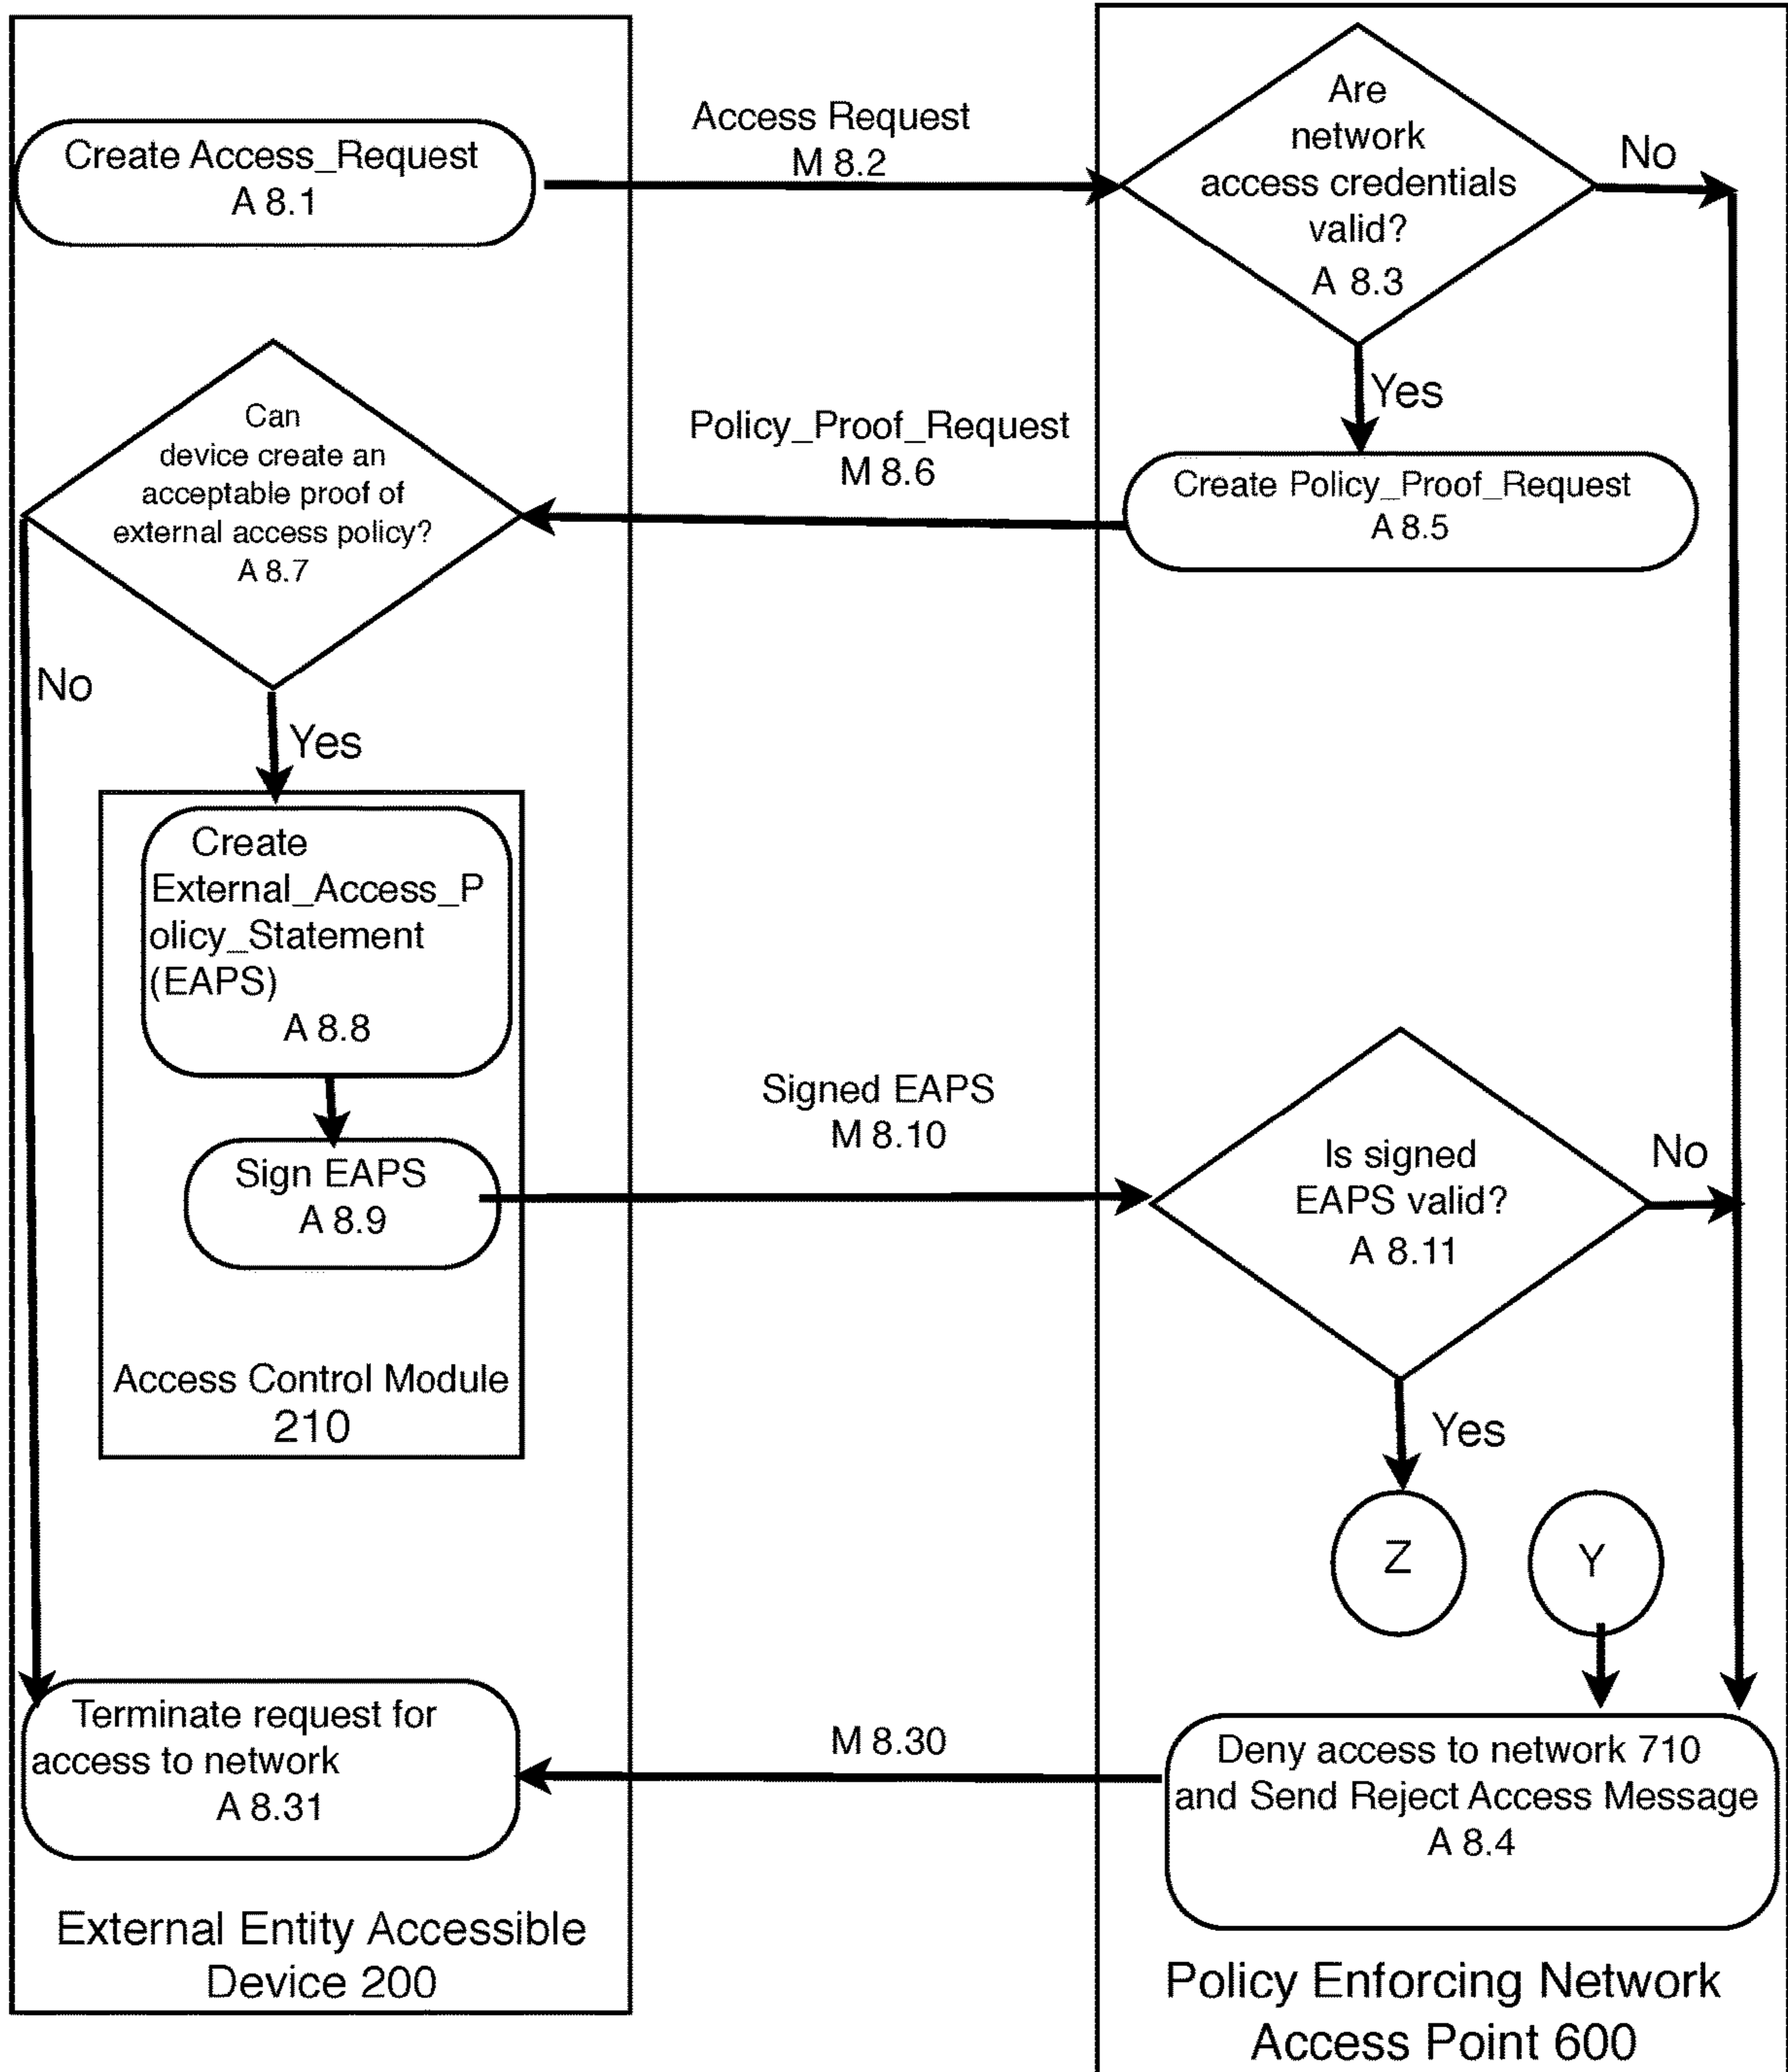 Create Access_Request
A 8.1
Access Request
M 8.2
Are
network
access credentials
valid?
A 8.3
No
Yes
Can
device create an
acceptable proof of
external access policy?
A 8.7
Policy_Proof_Request
M 8.6
Create Policy_Proof_Request
A 8.5
No
Yes
Create
External_Access_P
olicy_Statement
(EAPS)
A 8.8
Sign EAPS
A 8.9
Access Control Module
210
Signed EAPS
M 8.10
Is signed
EAPS valid?
A 8.11
No
Yes
Z
Y
Terminate request for
access to network
A 8.31
M 8.30
Deny access to network 710
and Send Reject Access Message
A 8.4
External Entity Accessible
Device 200
Policy Enforcing Network
Access Point 600